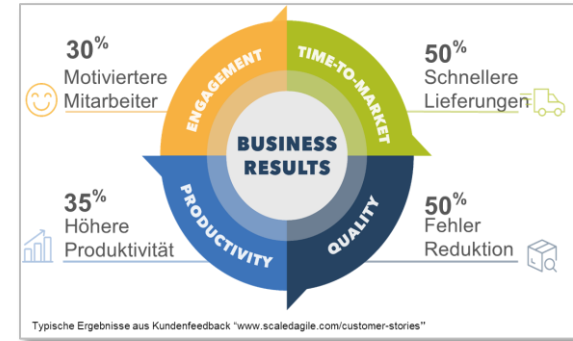 30%
Motiviertere
Mitarbeiter
ENGAGEMENT
TIME-TO-MARKET
50%
Schnellere
Lieferungen
BUSINESS
RESULTS
35%
Höhere
Produktivität
PRODUCTIVITY
QUALITY
50%
Fehler
Reduktion
Typische Ergebnisse aus Kundenfeedback "www.scaledagile.com/customer-stories"